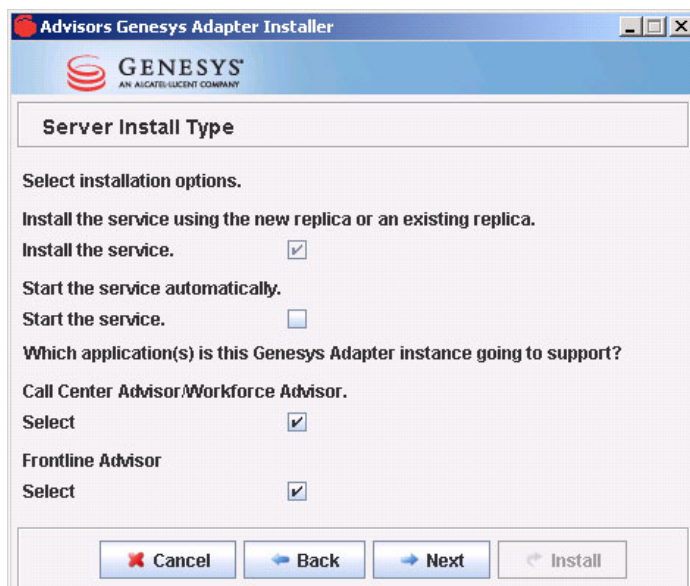 Advisors Genesys Adapter Installer
GENESYS
AN ALCATEL-LUCENT COMPANY
Server Install Type
Select installation options.
Install the service using the new replica or an existing replica.
Install the service.
Start the service automatically.
Start the service.
Which application(s) is this Genesys Adapter instance going to support?
Call Center Advisor/Workforce Advisor.
Select
Frontline Advisor
Select
Cancel Back Next Install